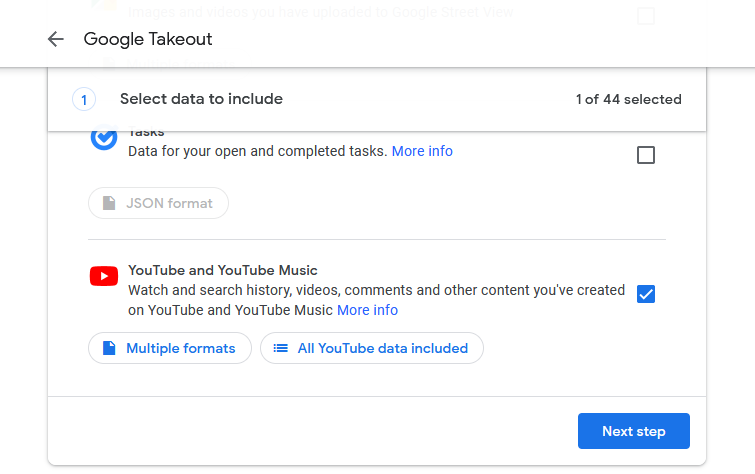 Images and videos you have uploaded to Google Street View
Google Takeout
1 Select data to include 1 of 44 selected
Tasks
Data for your open and completed tasks. More info
JSON format
YouTube and YouTube Music
Watch and search history, videos, comments and other content you've created
on YouTube and YouTube Music More info
Multiple formats All YouTube data included
Next step